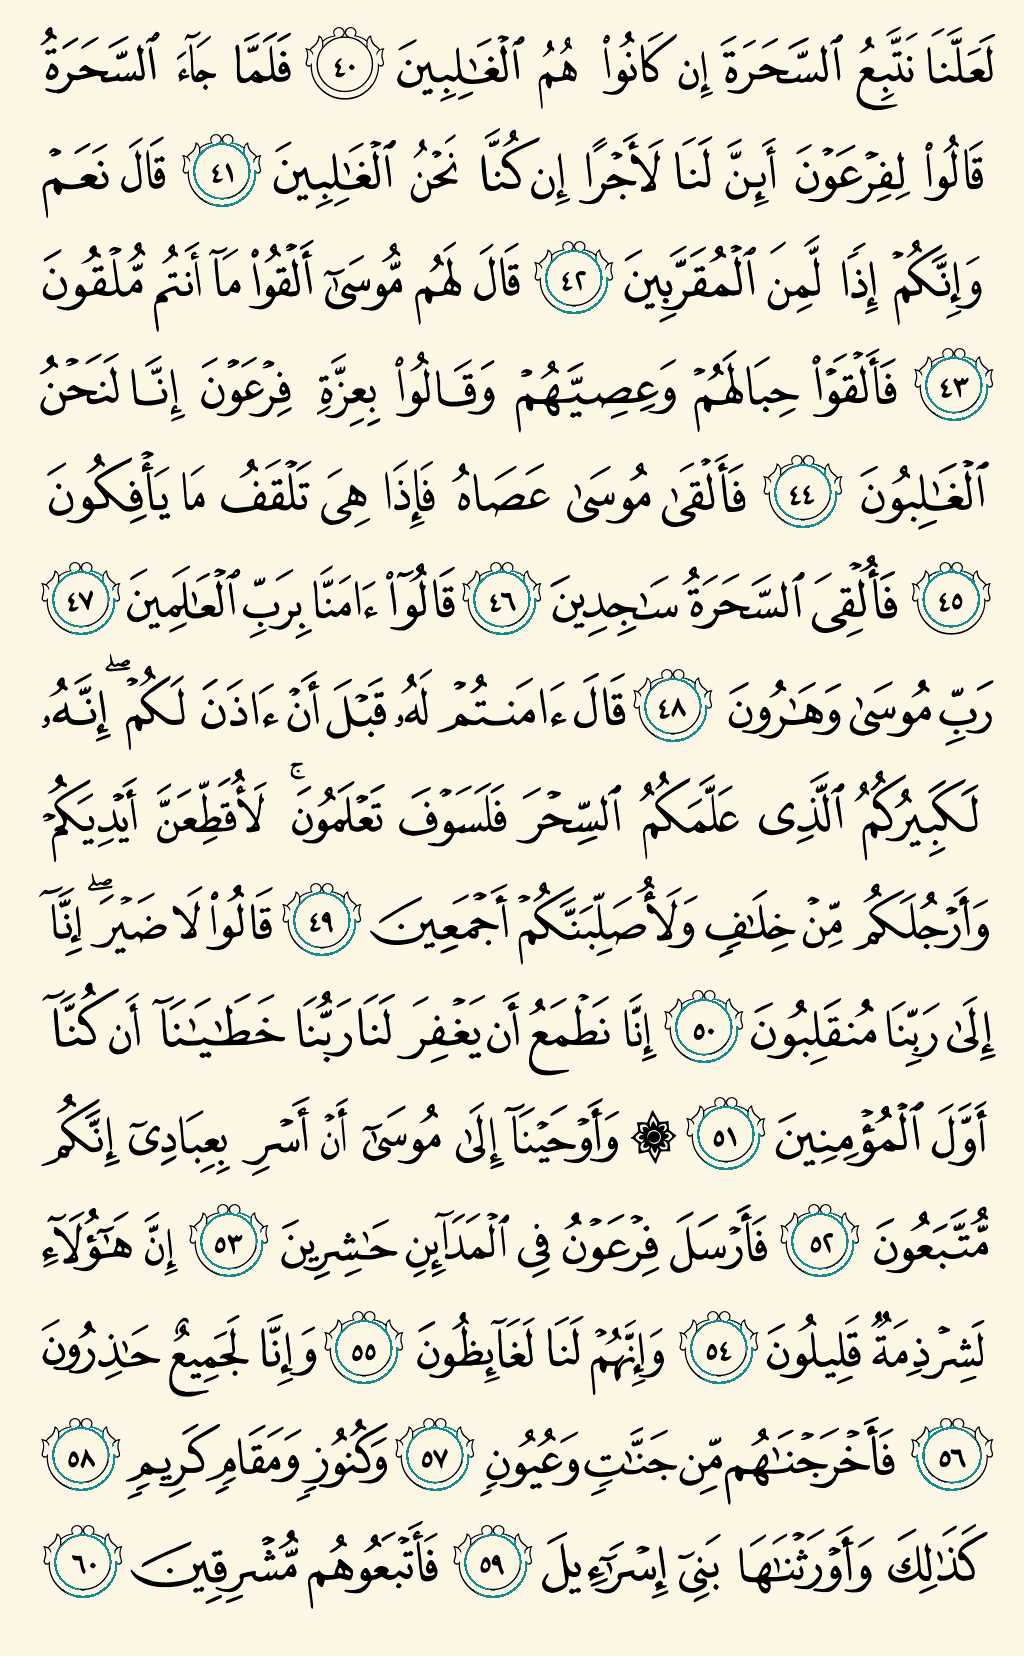 لَعَلَّنَا نَتَّبِعُ ٱلسَّحَرَةَ إِن كَانُوا۟ هُمُ ٱلْغَـٰلِبِينَ ٤٠ فَلَمَّا جَآءَ ٱلسَّحَرَةُ
قَالُوا۟ لِفِرْعَوْنَ أَئِنَّ لَنَا لَأَجْرًا إِن كُنَّا نَحْنُ ٱلْغَـٰلِبِينَ ٤١ قَالَ نَعَمْ
وَإِنَّكُمْ إِذًا لَّمِنَ ٱلْمُقَرَّبِينَ ٤٢ قَالَ لَهُم مُّوسَىٰٓ أَلْقُوا۟ مَآ أَنتُم مُّلْقُونَ
٤٣ فَأَلْقَوْا۟ حِبَالَهُمْ وَعِصِيَّهُمْ وَقَالُوا۟ بِعِزَّةِ فِرْعَوْنَ إِنَّا لَنَحْنُ
ٱلْغَـٰلِبُونَ ٤٤ فَأَلْقَىٰ مُوسَىٰ عَصَاهُ فَإِذَا هِىَ تَلْقَفُ مَا يَأْفِكُونَ
٤٥ فَأُلْقِىَ ٱلسَّحَرَةُ سَـٰجِدِينَ ٤٦ قَالُوٓا۟ ءَامَنَّا بِرَبِّ ٱلْعَـٰلَمِينَ ٤٧
رَبِّ مُوسَىٰ وَهَـٰرُونَ ٤٨ قَالَ ءَامَنتُمْ لَهُۥ قَبْلَ أَنْ ءَاذَنَ لَكُمْ ۖ إِنَّهُۥ
لَكَبِيرُكُمُ ٱلَّذِى عَلَّمَكُمُ ٱلسِّحْرَ فَلَسَوْفَ تَعْلَمُونَ ۚ لَأُقَطِّعَنَّ أَيْدِيَكُمْ
وَأَرْجُلَكُم مِّنْ خِلَـٰفٍ وَلَأُصَلِّبَنَّكُمْ أَجْمَعِينَ ٤٩ قَالُوا۟ لَا ضَيْرَ ۖ إِنَّآ
إِلَىٰ رَبِّنَا مُنقَلِبُونَ ٥٠ إِنَّا نَطْمَعُ أَن يَغْفِرَ لَنَا رَبُّنَا خَطَـٰيَـٰنَآ أَن كُنَّآ
أَوَّلَ ٱلْمُؤْمِنِينَ ٥١ ۞ وَأَوْحَيْنَآ إِلَىٰ مُوسَىٰٓ أَنْ أَسْرِ بِعِبَادِىٓ إِنَّكُم
مُّتَّبَعُونَ ٥٢ فَأَرْسَلَ فِرْعَوْنُ فِى ٱلْمَدَآئِنِ حَـٰشِرِينَ ٥٣ إِنَّ هَـٰٓؤُلَآءِ
لَشِرْذِمَةٌ قَلِيلُونَ ٥٤ وَإِنَّهُمْ لَنَا لَغَآئِظُونَ ٥٥ وَإِنَّا لَجَمِيعٌ حَـٰذِرُونَ
٥٦ فَأَخْرَجْنَـٰهُم مِّن جَنَّـٰتٍ وَعُيُونٍ ٥٧ وَكُنُوزٍ وَمَقَامٍ كَرِيمٍ ٥٨
كَذَٰلِكَ وَأَوْرَثْنَـٰهَا بَنِىٓ إِسْرَٰٓءِيلَ ٥٩ فَأَتْبَعُوهُم مُّشْرِقِينَ ٦٠